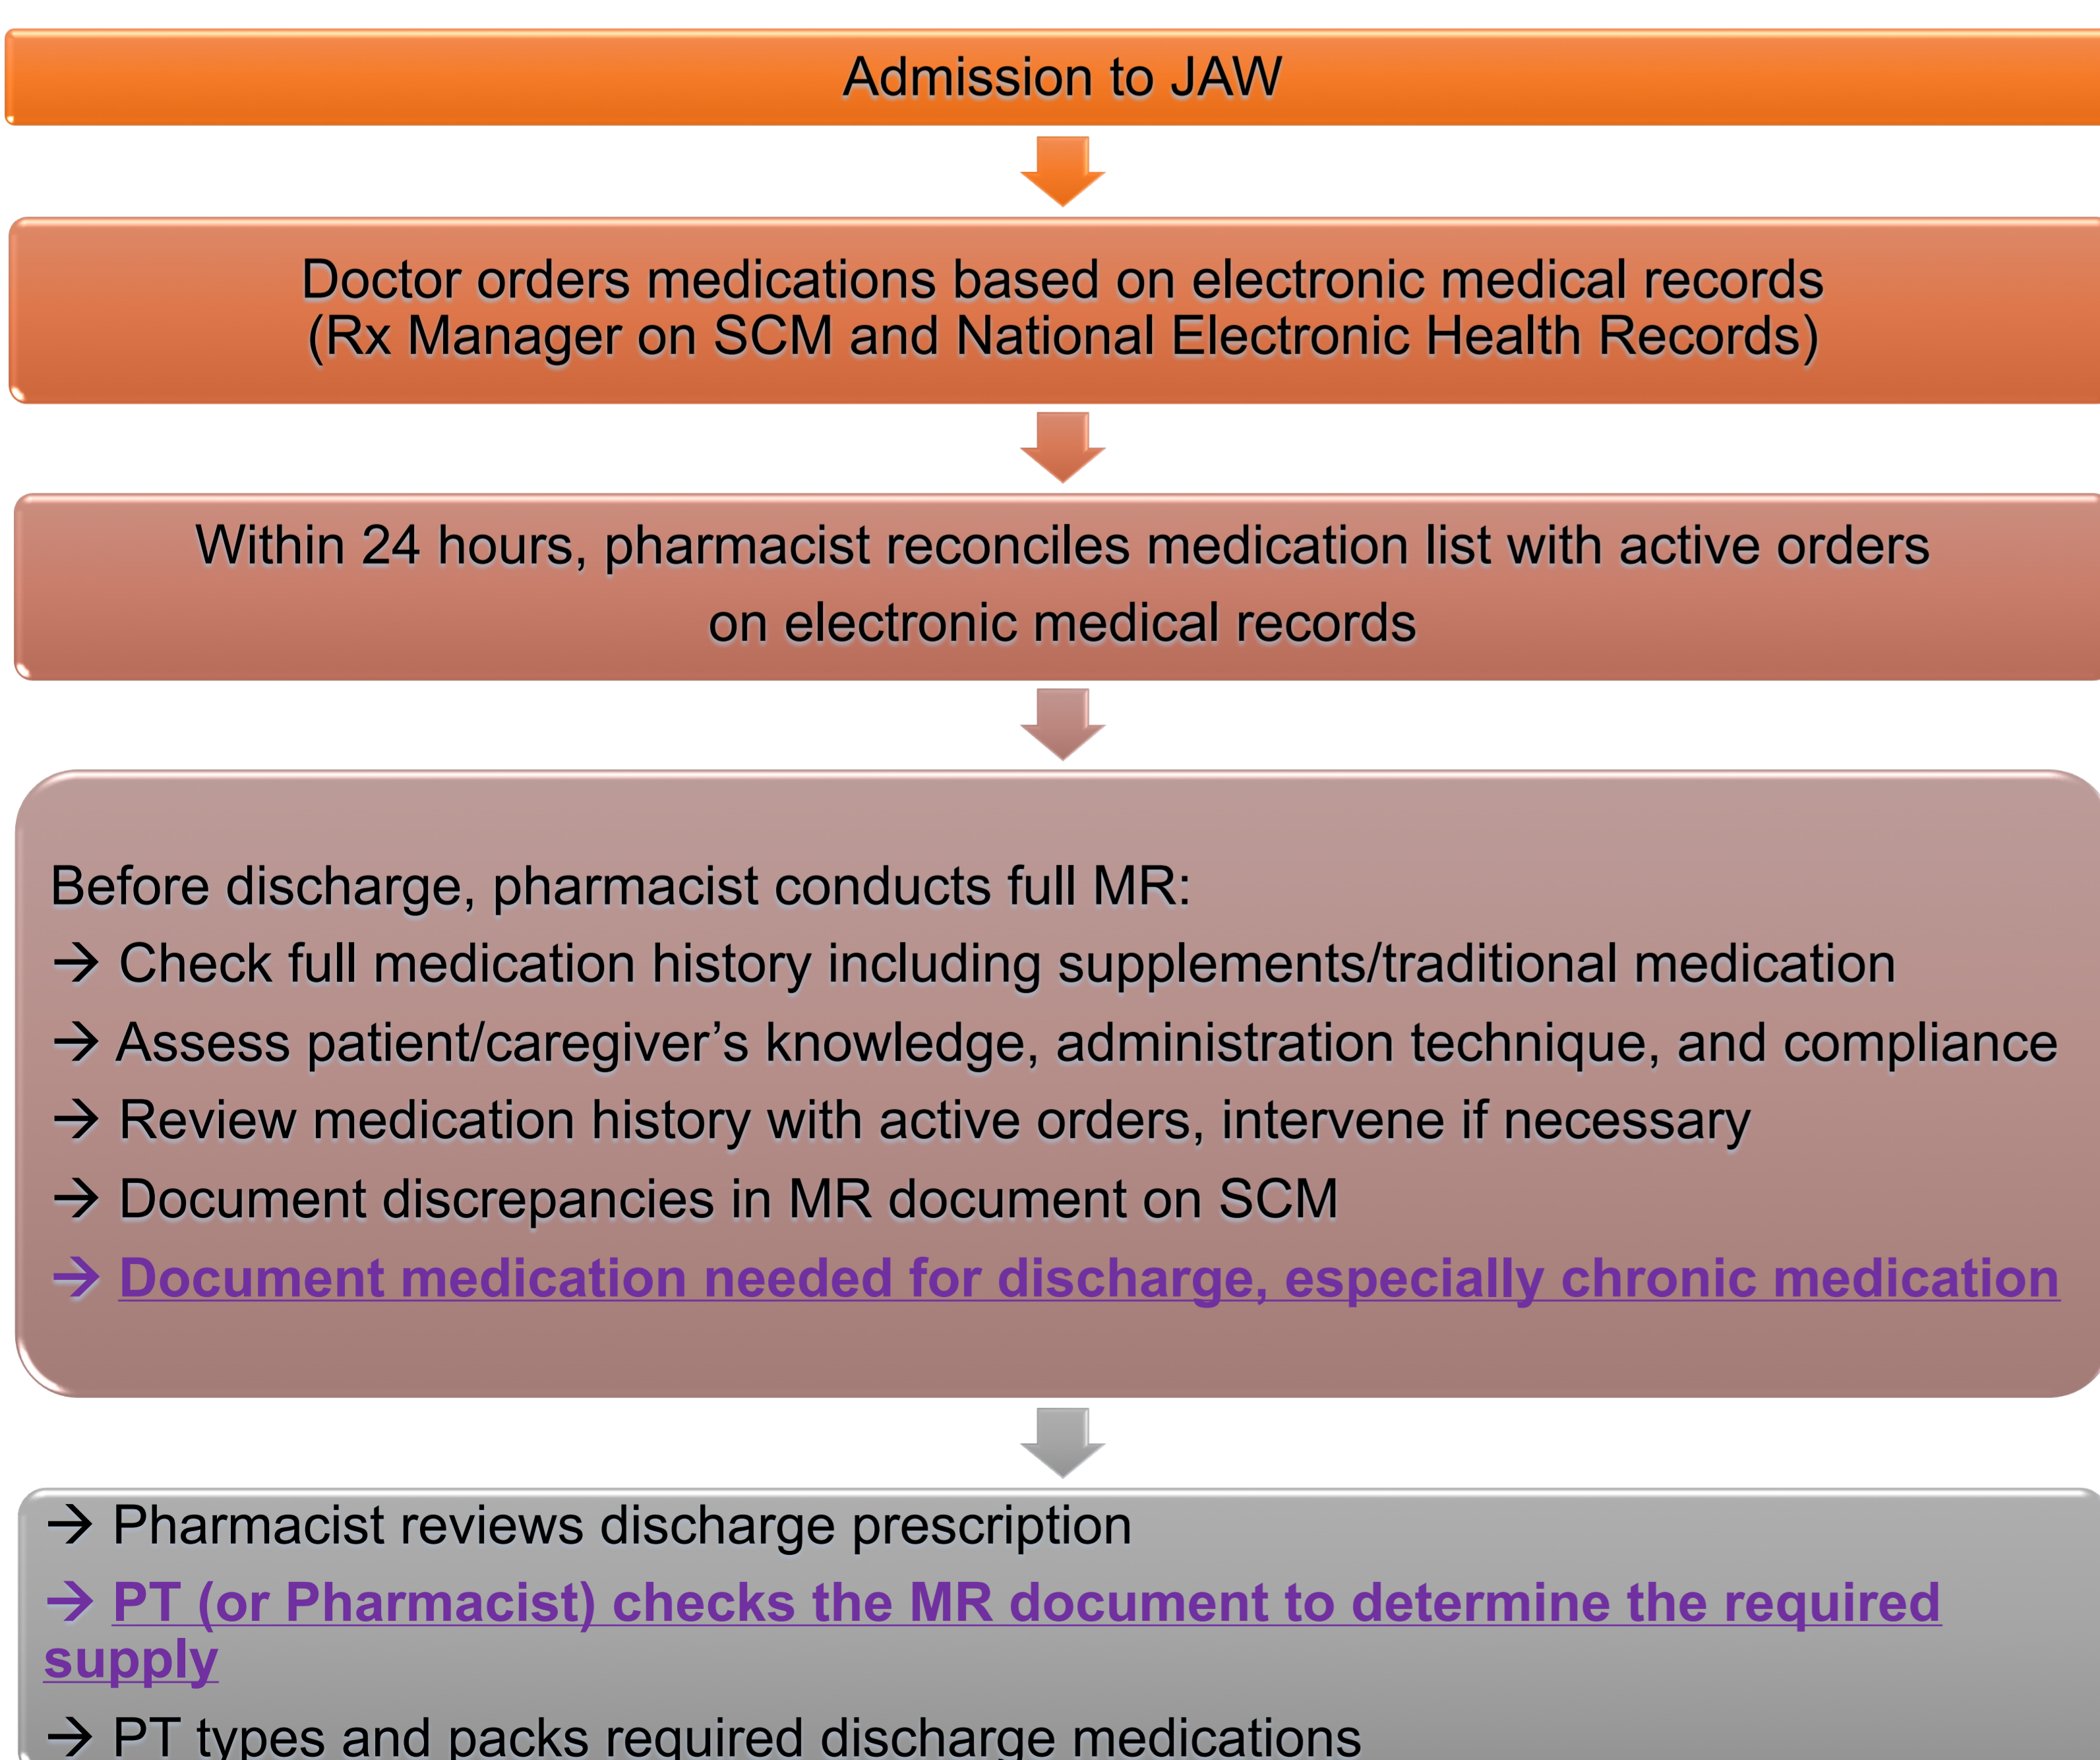 Admission to JAW
Doctor orders medications based on electronic medical records
(Rx Manager on SCM and National Electronic Health Records)
Within 24 hours, pharmacist reconciles medication list with active orders
on electronic medical records
Before discharge, pharmacist conducts full MR:
→ Check full medication history including supplements/traditional medication
→ Assess patient/caregiver’s knowledge, administration technique, and compliance
→ Review medication history with active orders, intervene if necessary
→ Document discrepancies in MR document on SCM
→ Document medication needed for discharge, especially chronic medication
→ Pharmacist reviews discharge prescription
→ PT (or Pharmacist) checks the MR document to determine the required
supply
→ PT types and packs required discharge medications